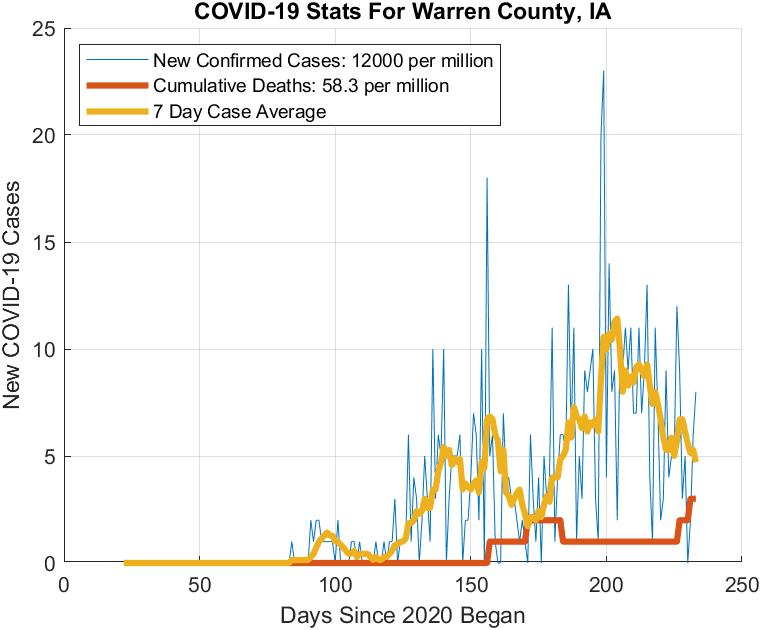 COVID-19 Stats For Warren County, IA
25
20
15
10
5
0
New COVID-19 Cases
New Confirmed Cases: 12000 per million
Cumulative Deaths: 58.3 per million
7 Day Case Average
0 50 100 150 200 250
Days Since 2020 Began